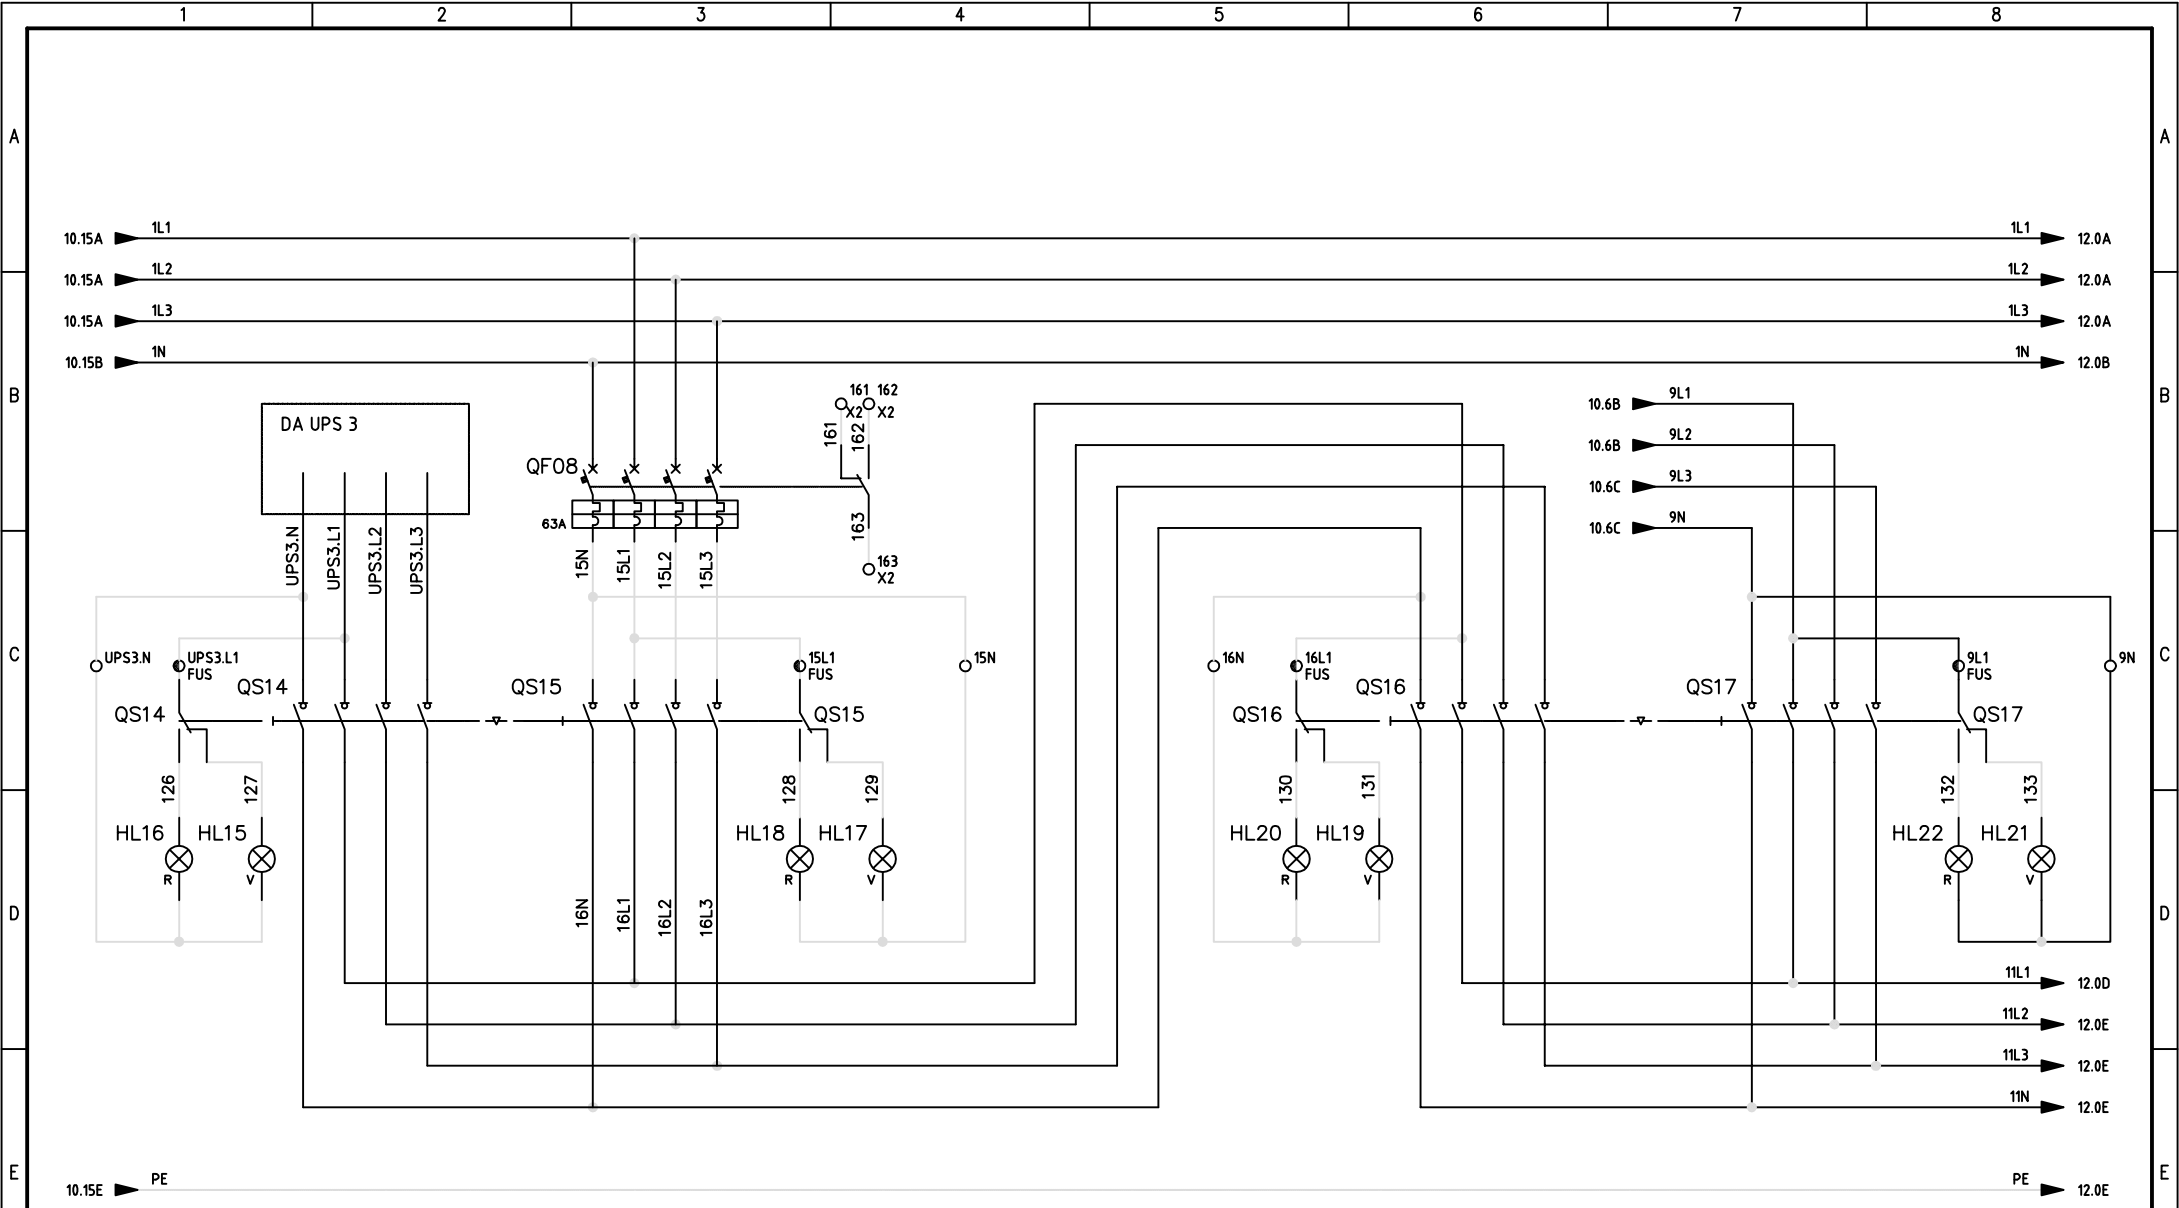 1 2 3 4 5 6 7 8
A A
1L1 1L1
10.15A 12.0A
1L2 1L2
10.15A 12.0A
1L3 1L3
10.15A 12.0A
1N 1N
10.15B 12.0B
B B
DA UPS 3
161 162
X2 X2
161
162
9L1
10.6B
9L2
10.6B
9L3
10.6C
9N
10.6C
QF08
63A
163
163
X2
UPS3.N
UPS3.L1
UPS3.L2
UPS3.L3
15N
15L1
15L2
15L3
C C
UPS3.N
UPS3.L1
FUS
15L1
FUS
15N
16N
16L1
FUS
9L1
FUS
9N
QS14 QS15 QS16 QS17
QS14 QS15 QS16 QS17
126
127
128
129
130
131
132
133
HL16 HL15 HL18 HL17 HL20 HL19 HL22 HL21
R V R V R V R V
D D
16N
16L1
16L2
16L3
11L1
12.0D
11L2
12.0E
11L3
12.0E
11N
12.0E
E E
PE PE
10.15E 12.0E